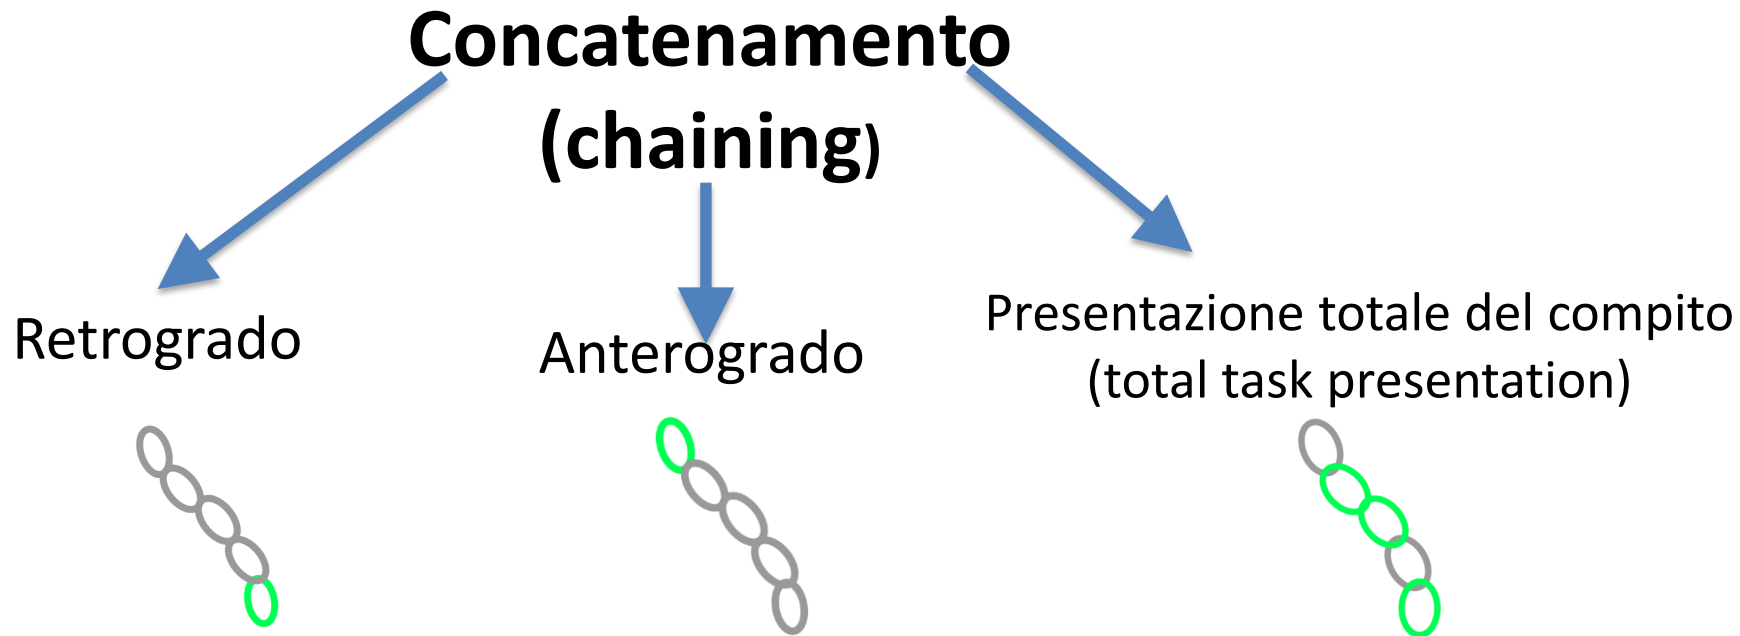 Concatenamento
(chaining)
Retrogrado
Anterogrado
Presentazione totale del compito
(total task presentation)